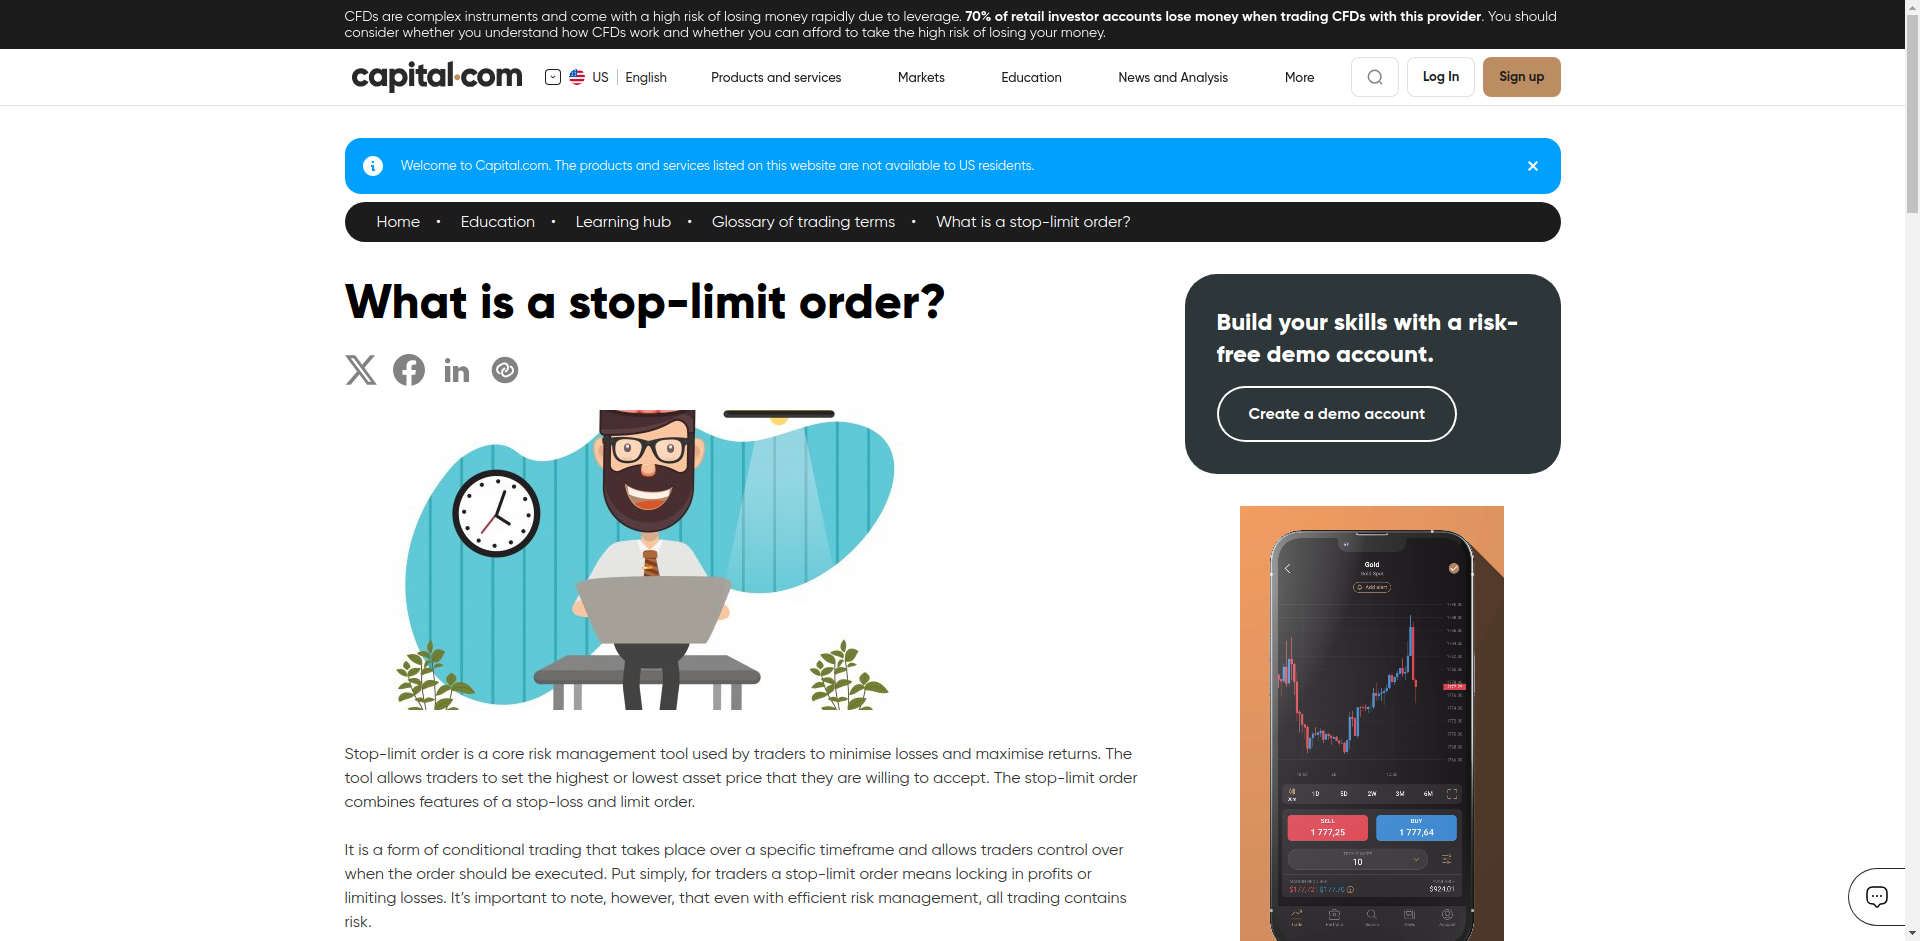 CFDs are complex instruments and come with a high risk of losing money rapidly due to leverage. 70% of retail investor accounts lose money when trading CFDs with this provider. You should
consider whether you understand how CFDs work and whether you can afford to take the high risk of losing your money.
capital.com
US English
Products and services
Markets
Education
News and Analysis
More
Log In
Sign up
Welcome to Capital.com. The products and services listed on this website are not available to US residents.
Home • Education • Learning hub • Glossary of trading terms • What is a stop-limit order?
What is a stop-limit order?
Stop-limit order is a core risk management tool used by traders to minimise losses and maximise returns. The
tool allows traders to set the highest or lowest asset price that they are willing to accept. The stop-limit order
combines features of a stop-loss and limit order.
It is a form of conditional trading that takes place over a specific timeframe and allows traders control over
when the order should be executed. Put simply, for traders a stop-limit order means locking in profits or
limiting losses. It’s important to note, however, that even with efficient risk management, all trading contains
risk.
Build your skills with a risk-
free demo account.
Create a demo account
Gold
Gold Spot
Add alert
1D 5D 2W 3M 6M
SELL
1 777,25
BUY
1 777,64
10
$924.01